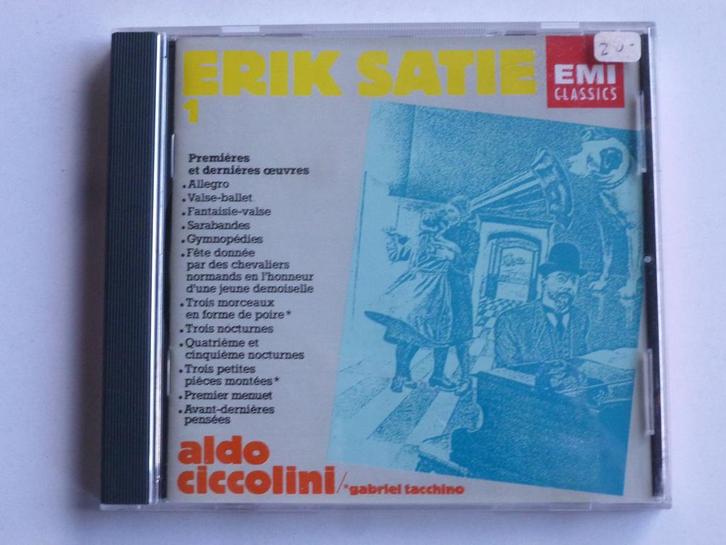 ERIK SATIE
1
20.-
EMI
CLASSICS
Premières
et dernières œuvres
• Allegro
• Valse-ballet
• Fantaisie-valse
• Sarabandes
• Gymnopédies
• Fête donnée
par des chevaliers
normands en l'honneur
d'une jeune demoiselle
• Trois morceaux
en forme de poire*
• Trois nocturnes
• Quatrième et
cinquième nocturnes
• Trois petites
pièces montées*
• Premier menuet
• Avant-dernières
pensées
aldo
ciccolini/*gabriel tacchino